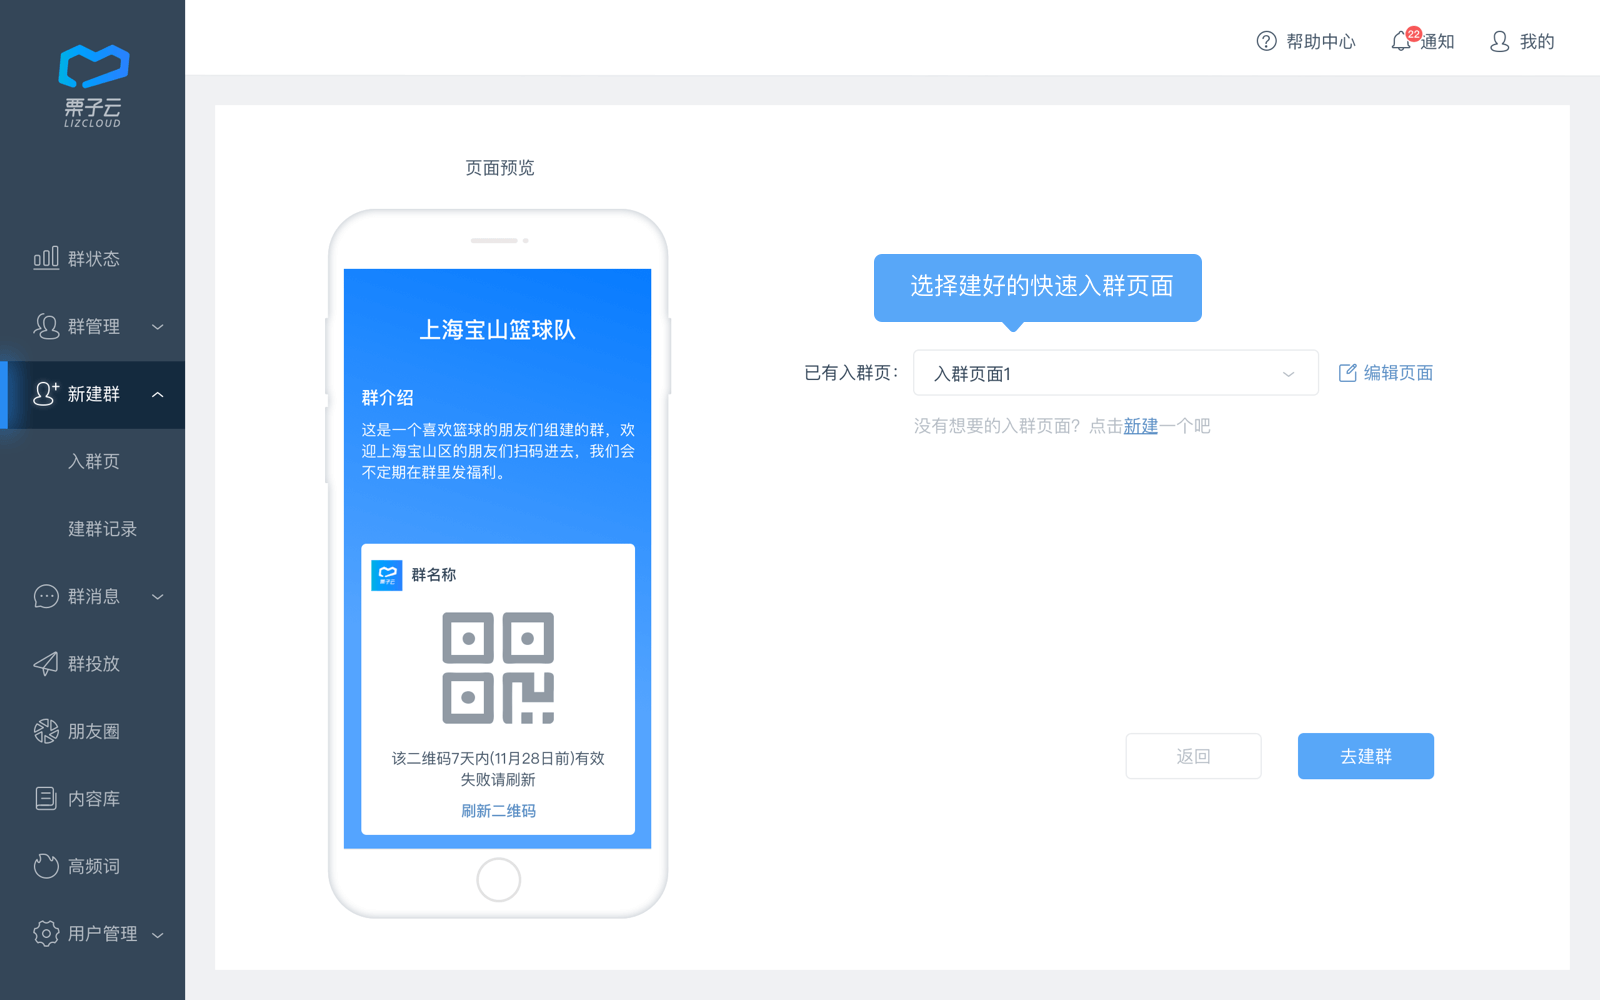 帮助中心
22
通知
我的
栗子云
LIZCLOUD
群状态
群管理
新建群
入群页
建群记录
群消息
群投放
朋友圈
内容库
高频词
用户管理
页面预览
上海宝山篮球队
群介绍
这是一个喜欢篮球的朋友们组建的群，欢
迎上海宝山区的朋友们扫码进去，我们会
不定期在群里发福利。
栗子云
群名称
该二维码7天内(11月28日前)有效
失败请刷新
刷新二维码
选择建好的快速入群页面
已有入群页：
入群页面1
编辑页面
没有想要的入群页面？点击新建一个吧
返回
去建群